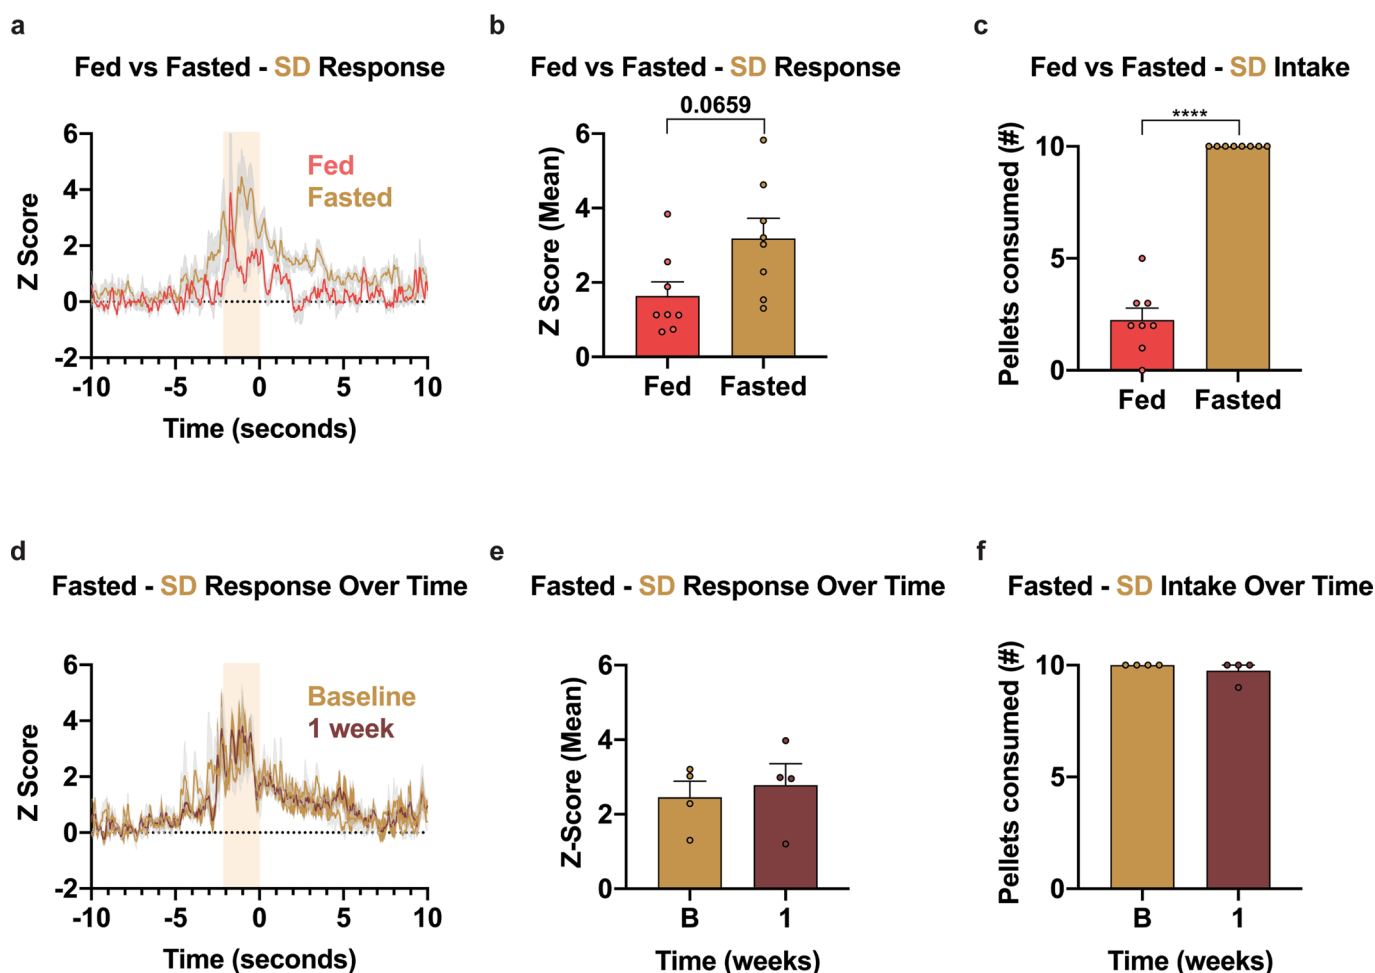 a
Fed vs Fasted - SD Response
6
4
2
0
-2
Z Score
Fed
Fasted
-10 -5 0 5 10
Time (seconds)
b
Fed vs Fasted - SD Response
0.0659
6
4
2
0
Z Score (Mean)
Fed Fasted
c
Fed vs Fasted - SD Intake
****
10
5
0
Pellets consumed (#)
Fed Fasted
d
Fasted - SD Response Over Time
6
4
2
0
-2
Z Score
Baseline
1 week
-10 -5 0 5 10
Time (seconds)
e
Fasted - SD Response Over Time
6
4
2
0
Z-Score (Mean)
B 1
Time (weeks)
f
Fasted - SD Intake Over Time
10
5
0
Pellets consumed (#)
B 1
Time (weeks)